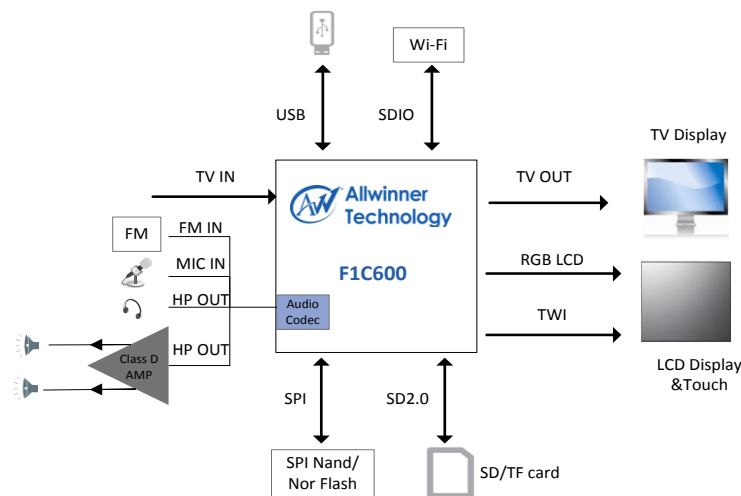 Wi-Fi
USB
SDIO
TV Display
TV IN
Allwinner
Technology
TV OUT
FM
FM IN
MIC IN
F1C600
RGB LCD
HP OUT
Audio
Codec
TWI
HP OUT
Class D
AMP
LCD Display
&Touch
SPI
SD2.0
SPI Nand/
Nor Flash
SD/TF card